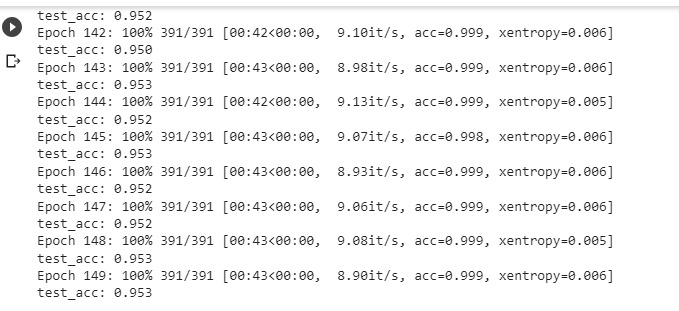 test_acc: 0.952
Epoch 142: 100% 391/391 [00:42<00:00,  9.10it/s, acc=0.999, xentropy=0.006]
test_acc: 0.950
Epoch 143: 100% 391/391 [00:43<00:00,  8.98it/s, acc=0.999, xentropy=0.006]
test_acc: 0.953
Epoch 144: 100% 391/391 [00:42<00:00,  9.13it/s, acc=0.999, xentropy=0.005]
test_acc: 0.952
Epoch 145: 100% 391/391 [00:43<00:00,  9.07it/s, acc=0.998, xentropy=0.006]
test_acc: 0.953
Epoch 146: 100% 391/391 [00:43<00:00,  8.93it/s, acc=0.999, xentropy=0.006]
test_acc: 0.952
Epoch 147: 100% 391/391 [00:43<00:00,  9.06it/s, acc=0.999, xentropy=0.006]
test_acc: 0.952
Epoch 148: 100% 391/391 [00:43<00:00,  9.08it/s, acc=0.999, xentropy=0.005]
test_acc: 0.953
Epoch 149: 100% 391/391 [00:43<00:00,  8.90it/s, acc=0.999, xentropy=0.006]
test_acc: 0.953